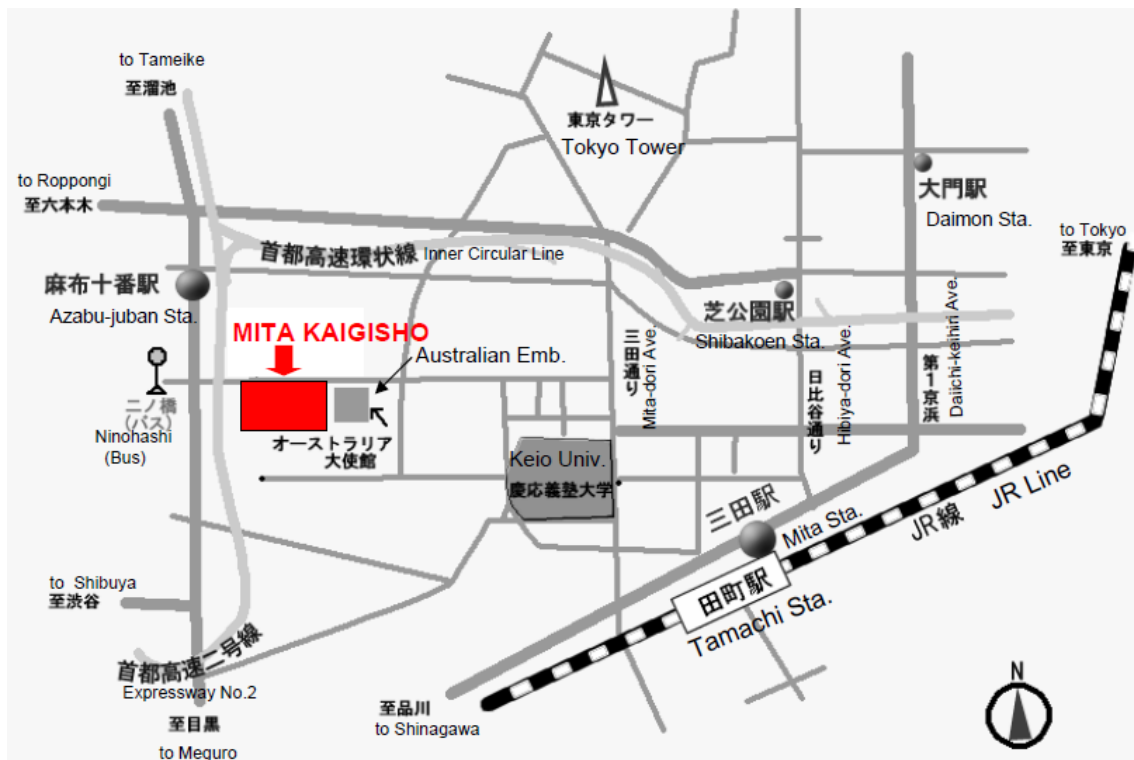 to Tameike
至溜池
東京タワー
Tokyo Tower
to Roppongi
至六本木
大門駅
Daimon Sta.
to Tokyo
至東京
首都高速環状線
Inner Circular Line
麻布十番駅
Azabu-juban Sta.
芝公園駅
Shibakoen Sta.
MITA KAIGISHO
Australian Emb.
三田通り
Mita-dori Ave.
日比谷通り
Hibiya-dori Ave.
第1京浜
Daiichi-keihiri Ave.
二ノ橋
(バス)
Ninohashi
(Bus)
オーストラリア
大使館
Keio Univ.
慶応義塾大学
三田駅
Mita Sta.
JR線
JR Line
田町駅
Tamachi Sta.
to Shibuya
至渋谷
首都高速二号線
Expressway No.2
至目黒
to Meguro
至品川
to Shinagawa
N